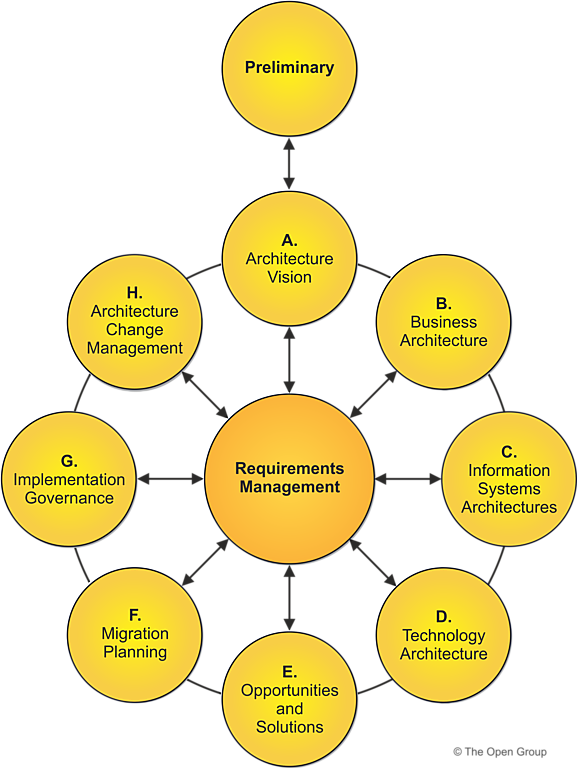 Preliminary
A.
Architecture
Vision
B.
Business
Architecture
C.
Information
Systems
Architectures
D.
Technology
Architecture
E.
Opportunities
and
Solutions
F.
Migration
Planning
G.
Implementation
Governance
H.
Architecture
Change
Management
Requirements
Management
© The Open Group